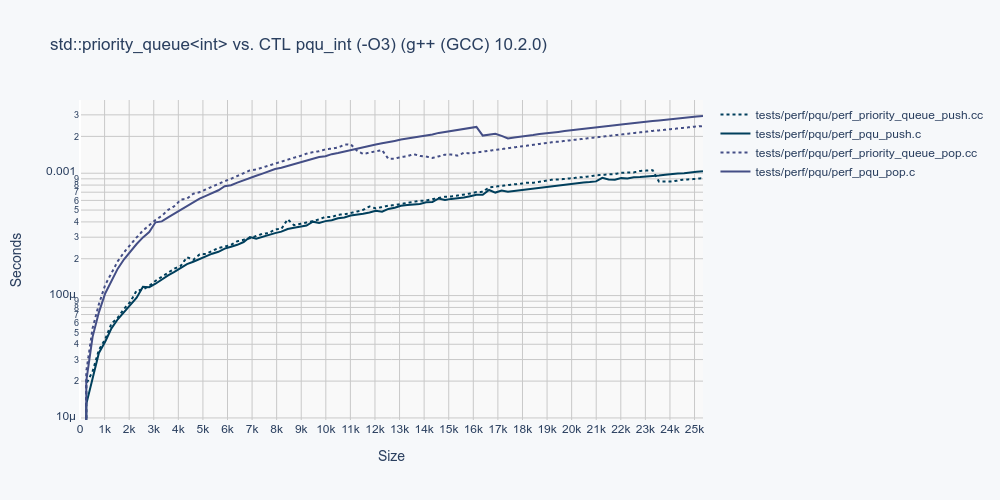 std::priority_queue<int> vs. CTL pqu_int (-O3) (g++ (GCC) 10.2.0)
tests/perf/pqu/perf_priority_queue_push.cc
tests/perf/pqu/perf_pqu_push.c
tests/perf/pqu/perf_priority_queue_pop.cc
tests/perf/pqu/perf_pqu_pop.c
Seconds
3
2
0.001
9
8
7
6
5
4
3
2
100μ
9
8
7
6
5
4
3
2
10μ
0 1k 2k 3k 4k 5k 6k 7k 8k 9k 10k 11k 12k 13k 14k 15k 16k 17k 18k 19k 20k 21k 22k 23k 24k 25k
Size